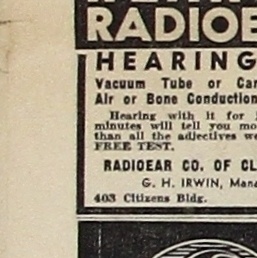 RADIOE
HEARING
Vacuum Tube or Car
Air or Bone Conduction
Hearing with it for
minutes will tell you mo
than all the adjectives we
FREE TEST.
RADIOEAR CO. OF CL
G. H. IRWIN, Mana
403 Citizens Bldg.